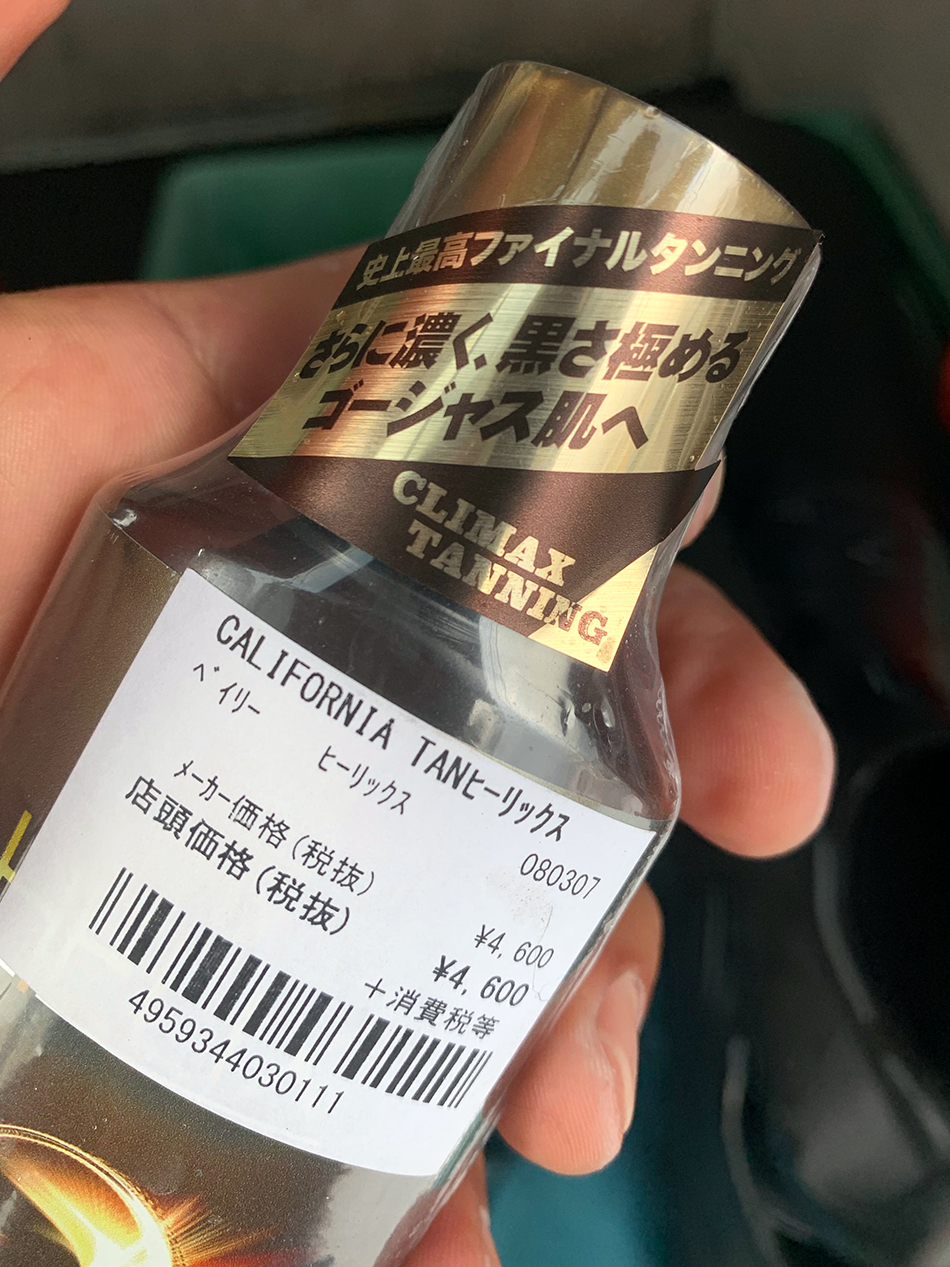 史上最高ファイナルタンニング
さらに濃く、黒さ極める
ゴージャス肌へ
CLIMAX
TANNING
CALIFORNIA TANヒーリックス
ベイリー
ヒーリックス
080307
メーカー価格(税抜) ¥4,600
店頭価格(税抜) ¥4,600
+消費税等
4959344030111